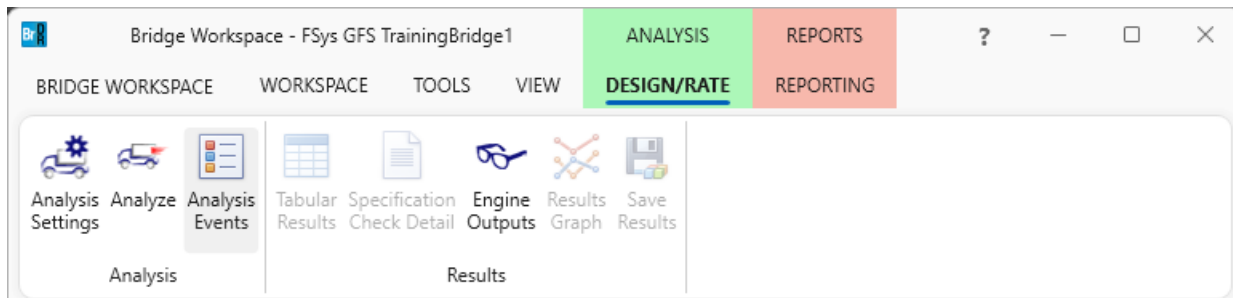 Br DR Bridge Workspace - FSys GFS TrainingBridge1 ANALYSIS REPORTS ?
BRIDGE WORKSPACE WORKSPACE TOOLS VIEW DESIGN/RATE REPORTING
Analysis Analyze Analysis Tabular Specification Engine Results Save
Settings Events Results Check Detail Outputs Graph Results
Analysis Results